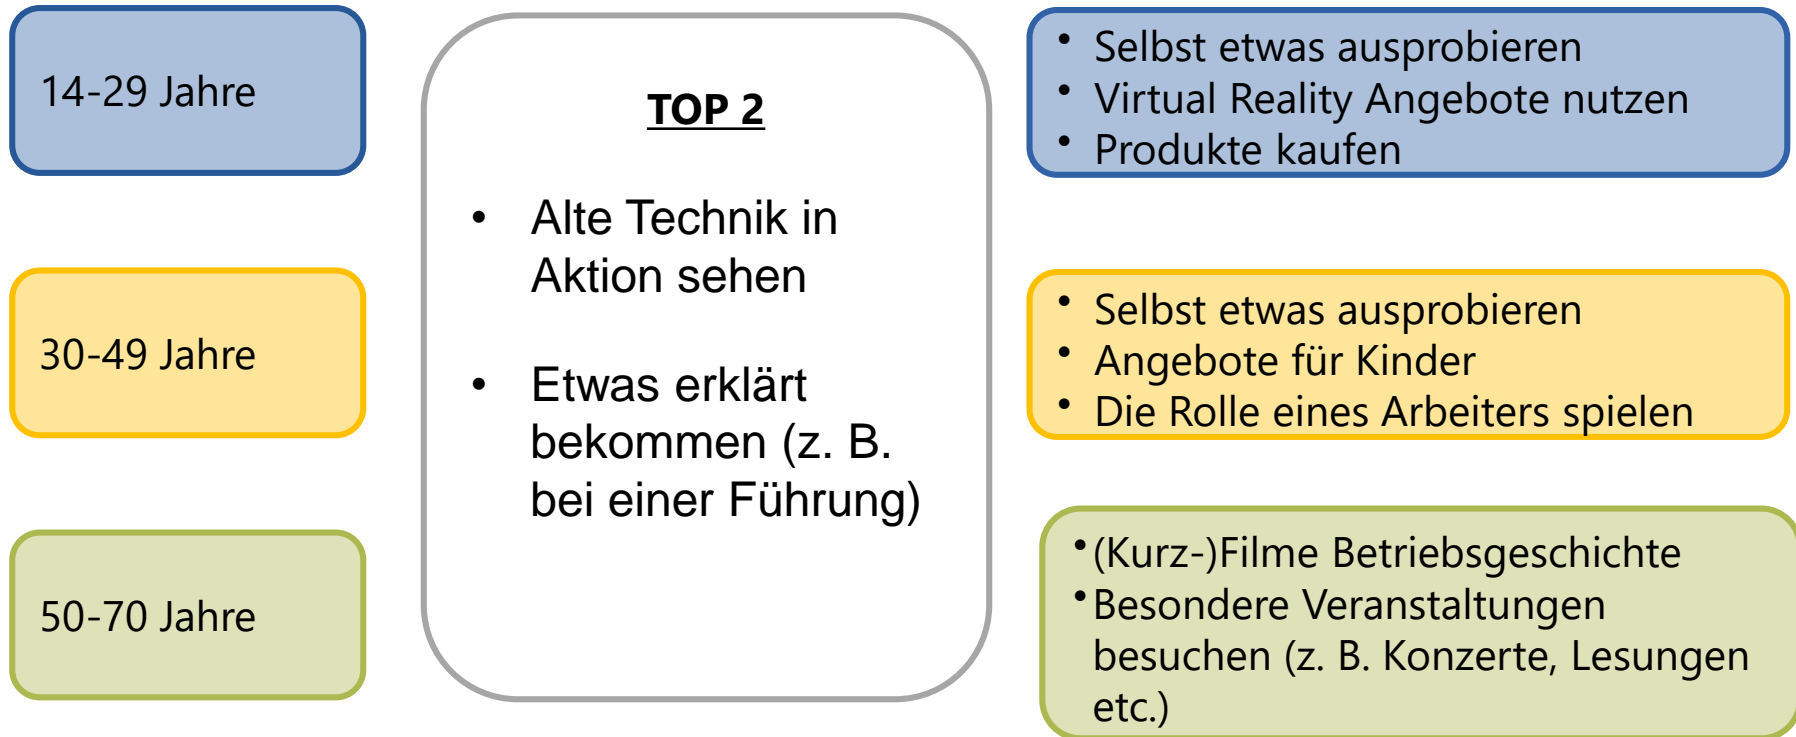 14-29 Jahre
30-49 Jahre
50-70 Jahre
TOP 2
• Alte Technik in
Aktion sehen
• Etwas erklärt
bekommen (z. B.
bei einer Führung)
• Selbst etwas ausprobieren
• Virtual Reality Angebote nutzen
• Produkte kaufen
• Selbst etwas ausprobieren
• Angebote für Kinder
• Die Rolle eines Arbeiters spielen
• (Kurz-)Filme Betriebsgeschichte
• Besondere Veranstaltungen
besuchen (z. B. Konzerte, Lesungen
etc.)